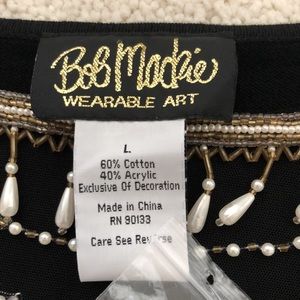 Bob Mackie
WEARABLE ART
L
60% Cotton
40% Acrylic
Exclusive Of Decoration
Made in China
RN 90133
Care See Reverse